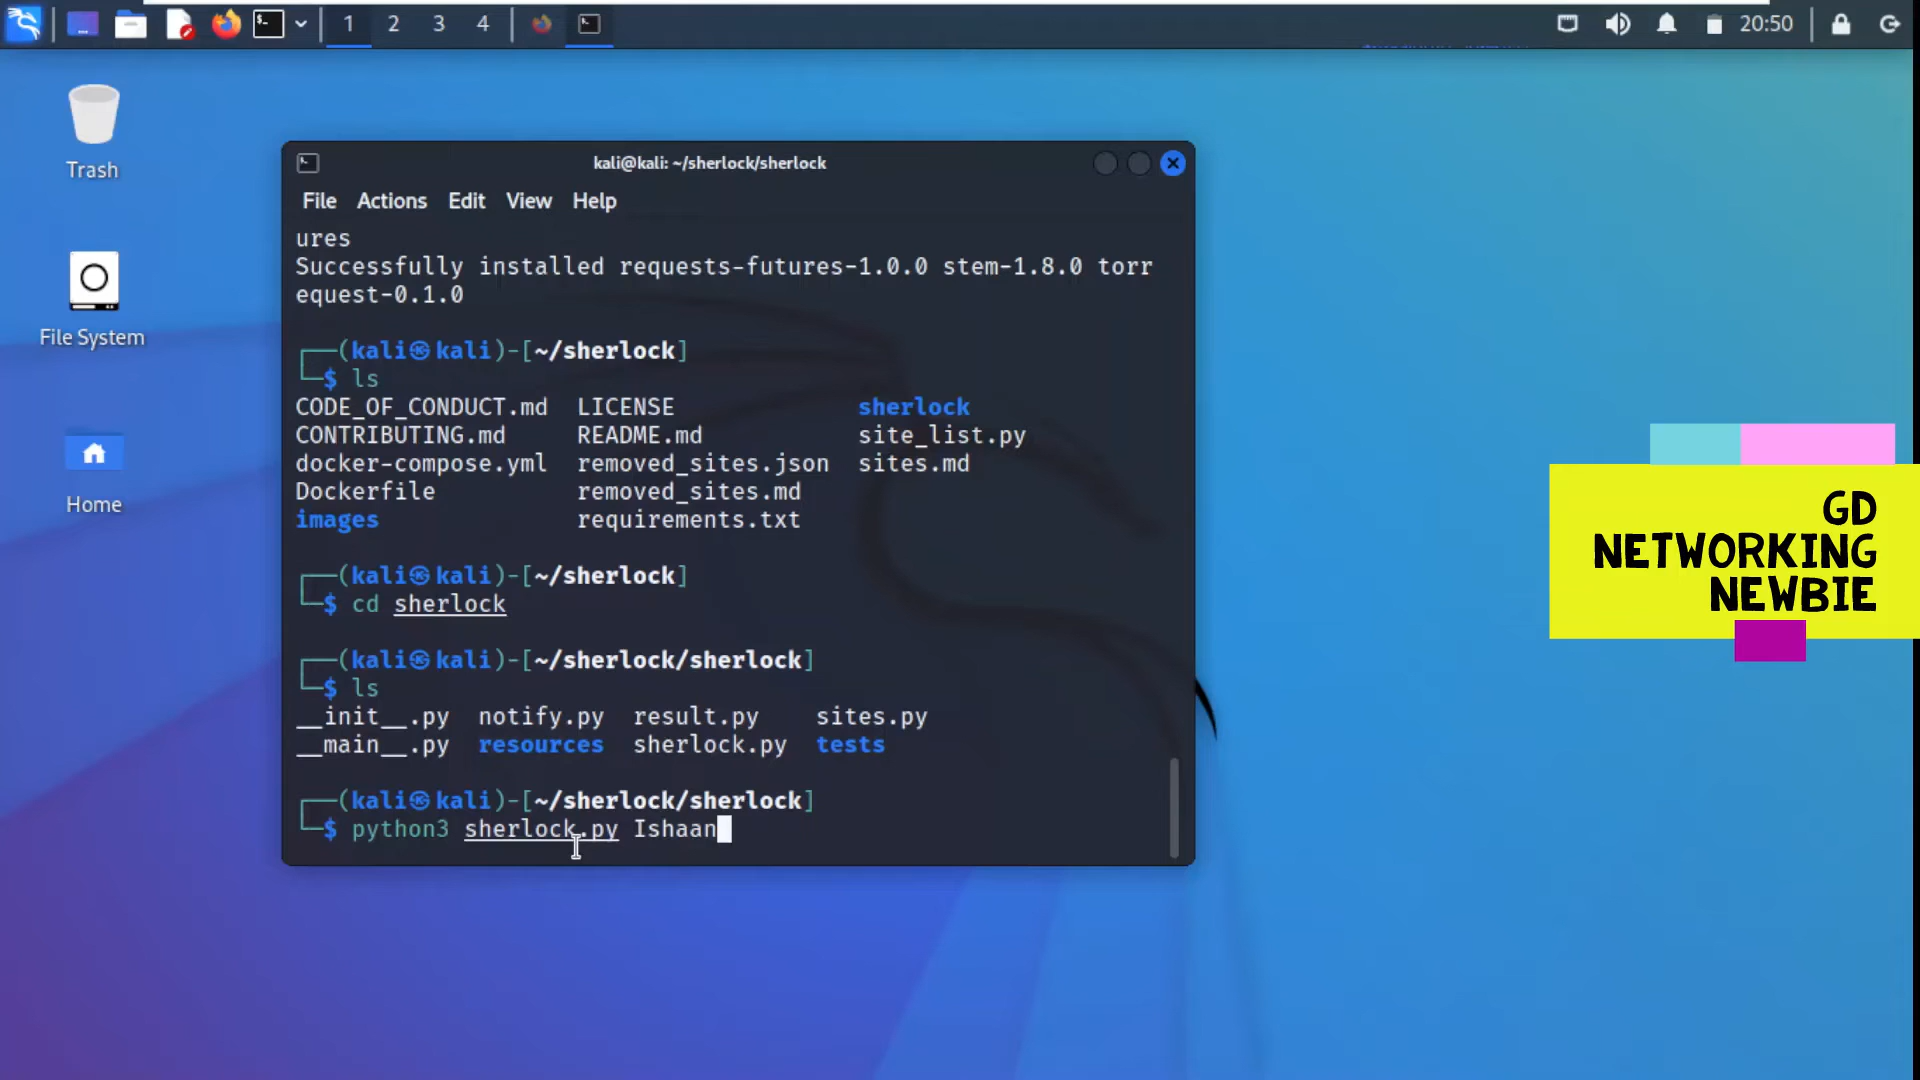 1 2 3 4 20:50
Trash
File System
Home
kali@kali: ~/sherlock/sherlock
File Actions Edit View Help
ures
Successfully installed requests-futures-1.0.0 stem-1.8.0 torr
equest-0.1.0
┌──(kali㉿kali)-[~/sherlock]
└─$ ls
CODE_OF_CONDUCT.md LICENSE sherlock
CONTRIBUTING.md README.md site_list.py
docker-compose.yml removed_sites.json sites.md
Dockerfile removed_sites.md
images requirements.txt
┌──(kali㉿kali)-[~/sherlock]
└─$ cd sherlock
┌──(kali㉿kali)-[~/sherlock/sherlock]
└─$ ls
__init__.py notify.py result.py sites.py
__main__.py resources sherlock.py tests
┌──(kali㉿kali)-[~/sherlock/sherlock]
└─$ python3 sherlock.py Ishaan
GD
NETWORKING
NEWBIE